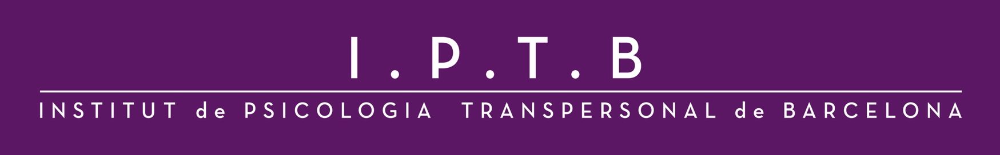 I.P.T.B
INSTITUT de PSICOLOGIA TRANSPERSONAL de BARCELONA